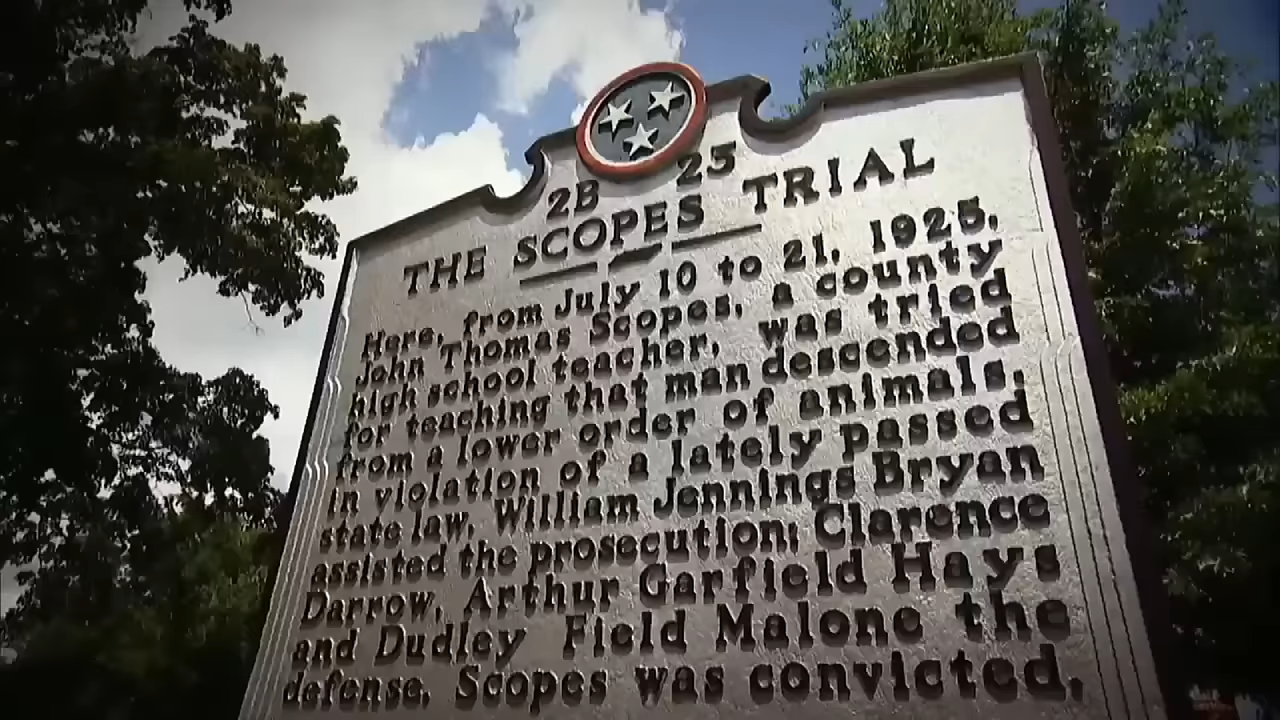 2B 25
THE SCOPES TRIAL
Here, from July 10 to 21, 1925,
John Thomas Scopes, a county
high school teacher, was tried
for teaching that man descended
from a lower order of animals,
in violation of a lately passed
state law. William Jennings Bryan
assisted the prosecution; Clarence
Darrow, Arthur Garfield Hays
and Dudley Field Malone the
defense. Scopes was convicted.